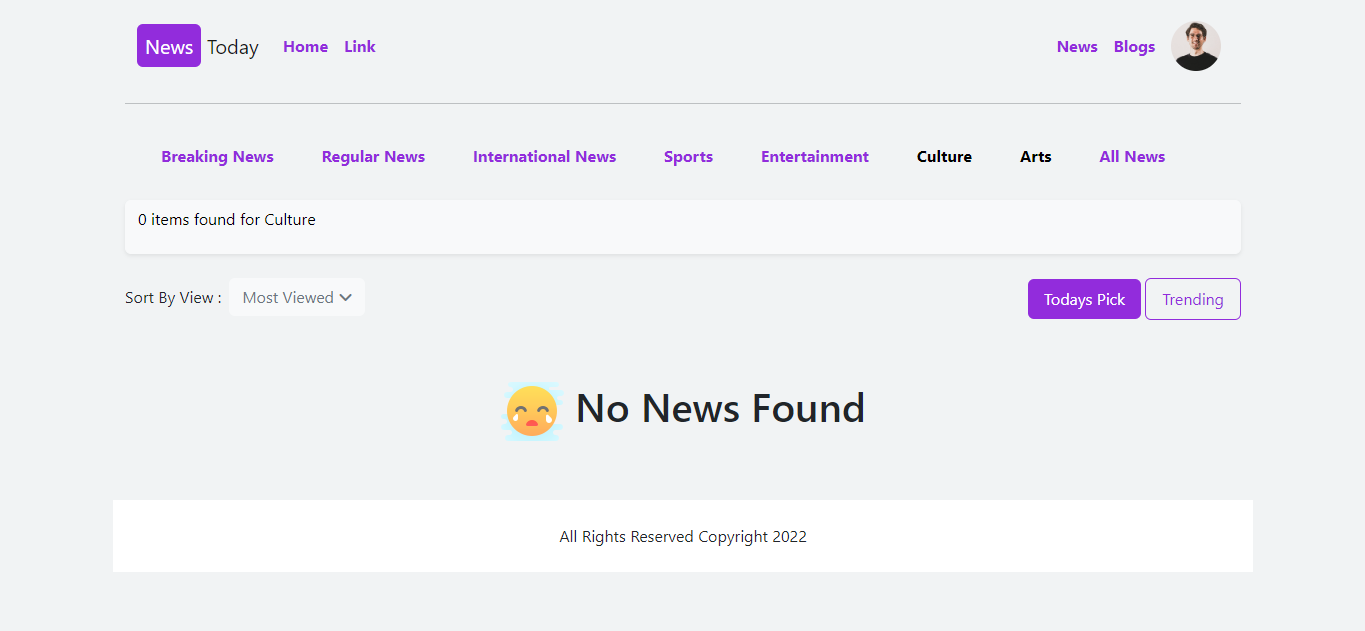 News Today Home Link News Blogs
Breaking News Regular News International News Sports Entertainment Culture Arts All News
0 items found for Culture
Sort By View : Most Viewed Todays Pick Trending
No News Found
All Rights Reserved Copyright 2022